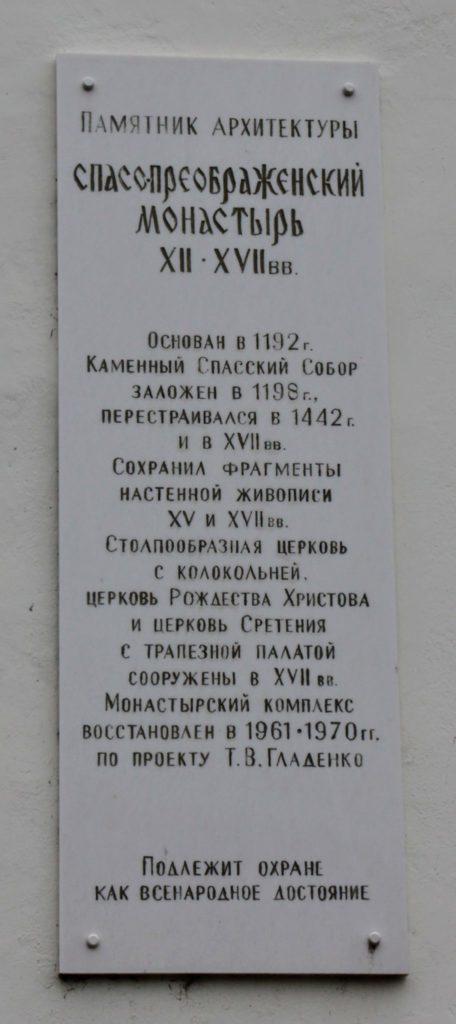 Памятник архитектуры
Спасо-Преображенский
монастырь
XII · XVII вв.
Основан в 1192 г.
Каменный Спасский Собор
заложен в 1198 г.,
перестраивался в 1442 г.
и в XVII вв.
Сохранил фрагменты
настенной живописи
XV и XVII вв.
Столпообразная церковь
с колокольней,
церковь Рождества Христова
и церковь Сретения
с трапезной палатой
сооружены в XVII вв.
Монастырский комплекс
восстановлен в 1961·1970 гг.
по проекту Т.В.Гладенко
Подлежит охране
как всенародное достояние